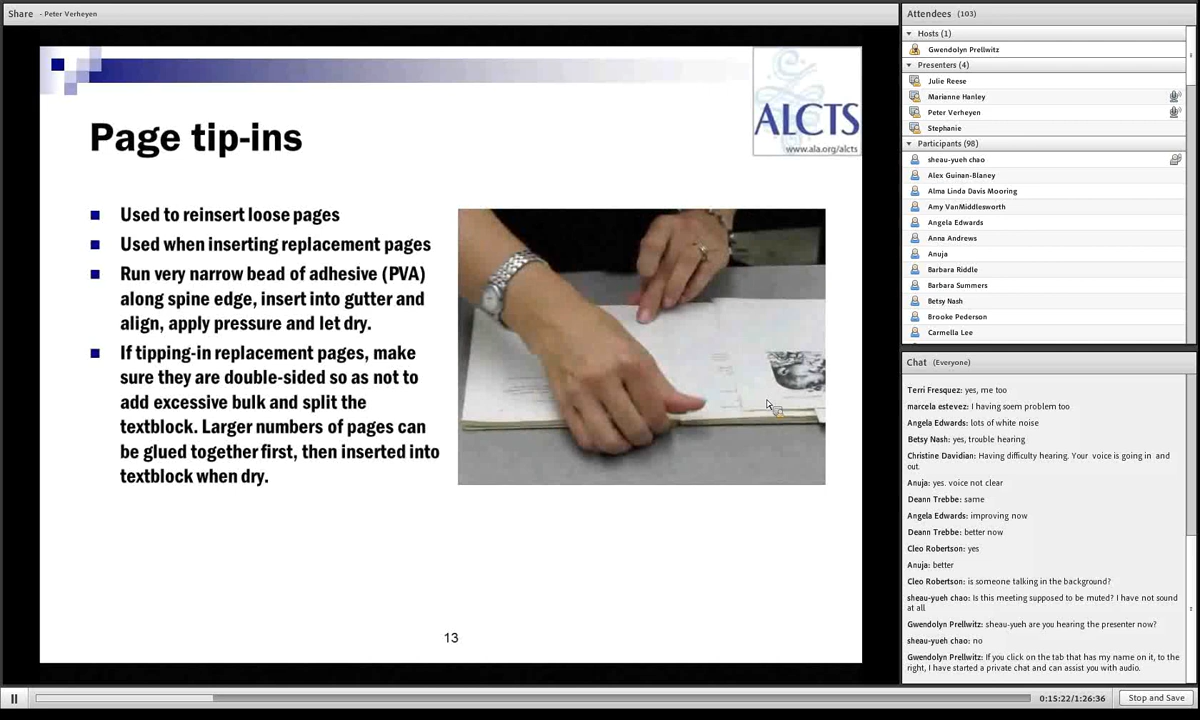 Share - Peter Verheyen
ALCTS
www.ala.org/alcts
Page tip-ins
Used to reinsert loose pages
Used when inserting replacement pages
Run very narrow bead of adhesive (PVA)
along spine edge, insert into gutter and
align, apply pressure and let dry.
If tipping-in replacement pages, make
sure they are double-sided so as not to
add excessive bulk and split the
textblock. Larger numbers of pages can
be glued together first, then inserted into
textblock when dry.
13
Attendees (103)
Hosts (1)
Gwendolyn Prellwitz
Presenters (4)
Julie Reese
Marianne Hanley
Peter Verheyen
Stephanie
Participants (98)
sheau-yueh chao
Alex Guinan-Blaney
Alma Linda Davis Mooring
Amy VanMiddlesworth
Angela Edwards
Anna Andrews
Anuja
Barbara Riddle
Barbara Summers
Betsy Nash
Brooke Pederson
Carmella Lee
Chat (Everyone)
Terri Fresquez: yes, me too
marcela estevez: I having soem problem too
Angela Edwards: lots of white noise
Betsy Nash: yes, trouble hearing
Christine Davidian: Having difficulty hearing. Your voice is going in and
out.
Anuja: yes. voice not clear
Deann Trebbe: same
Angela Edwards: improving now
Deann Trebbe: better now
Cleo Robertson: yes
Anuja: better
Cleo Robertson: is someone talking in the background?
sheau-yueh chao: Is this meeting supposed to be muted? I have not sound
at all
Gwendolyn Prellwitz: sheau-yueh are you hearing the presenter now?
sheau-yueh chao: no
Gwendolyn Prellwitz: If you click on the tab that has my name on it, to the
right, I have started a private chat and can assist you with audio.
0:15:22/1:26:36
Stop and Save